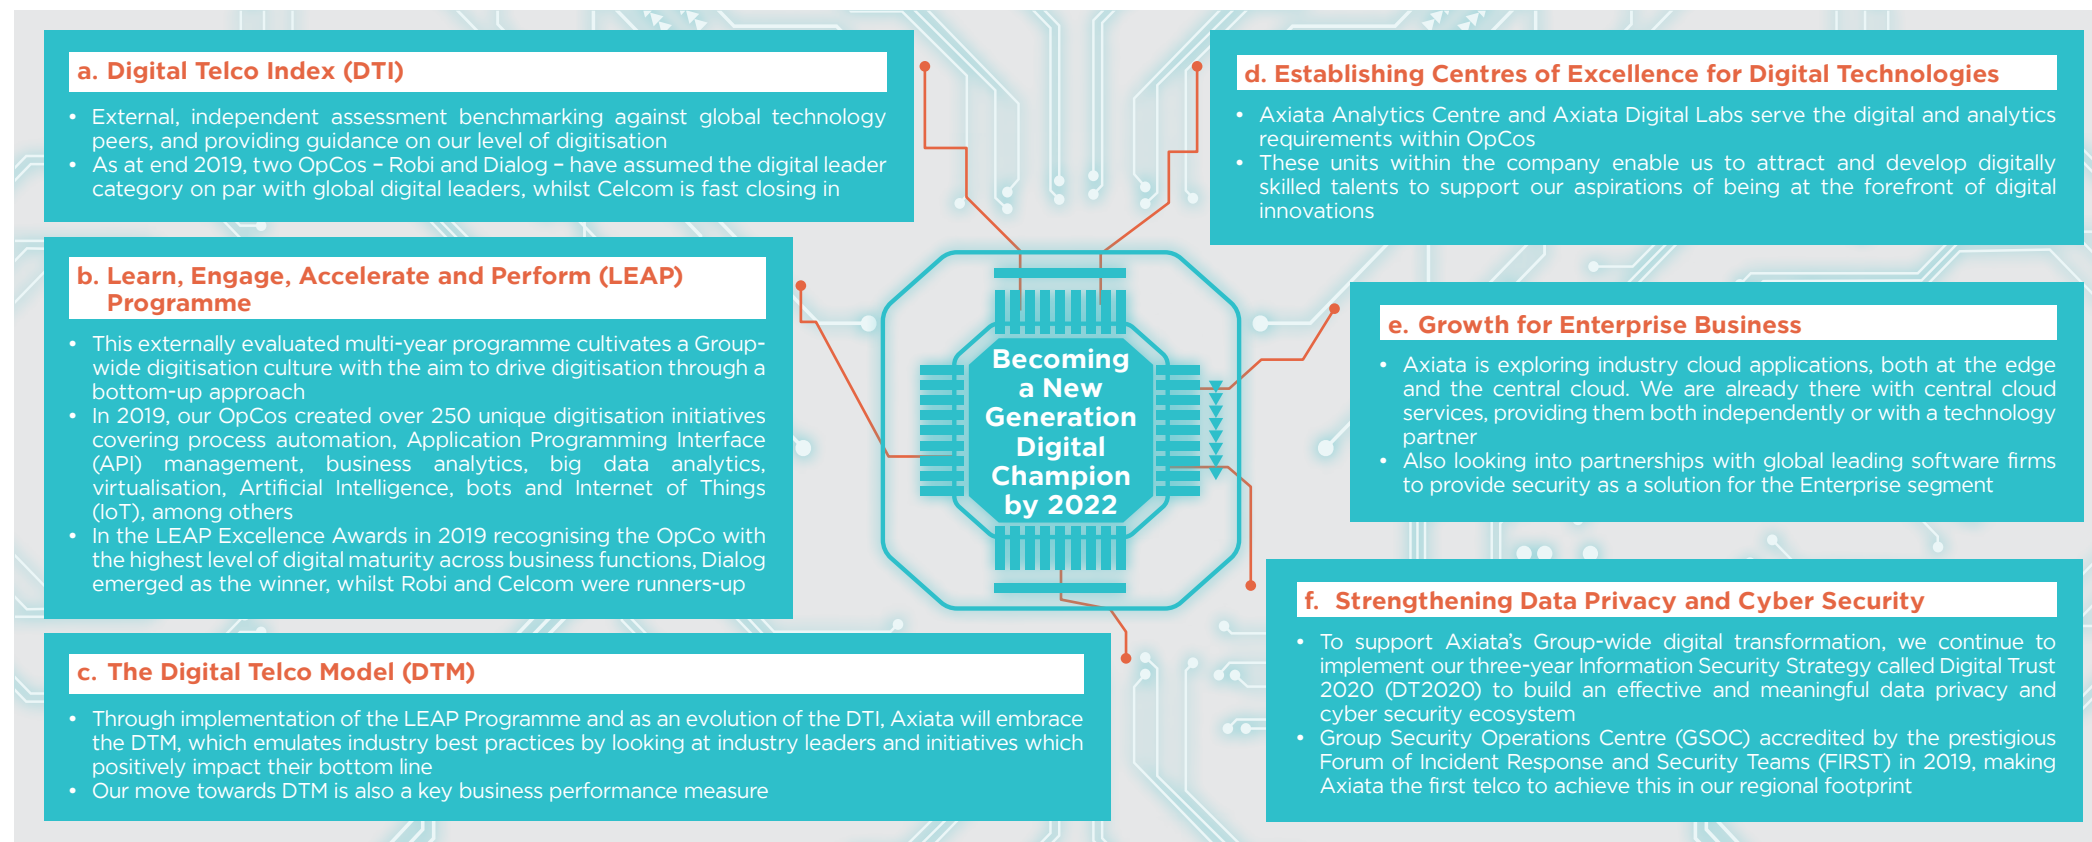 a. Digital Telco Index (DTI)
• External, independent assessment benchmarking against global technology
peers, and providing guidance on our level of digitisation
• As at end 2019, two OpCos – Robi and Dialog – have assumed the digital leader
category on par with global digital leaders, whilst Celcom is fast closing in
b. Learn, Engage, Accelerate and Perform (LEAP)
Programme
• This externally evaluated multi-year programme cultivates a Group-
wide digitisation culture with the aim to drive digitisation through a
bottom-up approach
• In 2019, our OpCos created over 250 unique digitisation initiatives
covering process automation, Application Programming Interface
(API) management, business analytics, big data analytics,
virtualisation, Artificial Intelligence, bots and Internet of Things
(IoT), among others
• In the LEAP Excellence Awards in 2019 recognising the OpCo with
the highest level of digital maturity across business functions, Dialog
emerged as the winner, whilst Robi and Celcom were runners-up
c. The Digital Telco Model (DTM)
• Through implementation of the LEAP Programme and as an evolution of the DTI, Axiata will embrace
the DTM, which emulates industry best practices by looking at industry leaders and initiatives which
positively impact their bottom line
• Our move towards DTM is also a key business performance measure
Becoming
a New
Generation
Digital
Champion
by 2022
d. Establishing Centres of Excellence for Digital Technologies
• Axiata Analytics Centre and Axiata Digital Labs serve the digital and analytics
requirements within OpCos
• These units within the company enable us to attract and develop digitally
skilled talents to support our aspirations of being at the forefront of digital
innovations
e. Growth for Enterprise Business
• Axiata is exploring industry cloud applications, both at the edge
and the central cloud. We are already there with central cloud
services, providing them both independently or with a technology
partner
• Also looking into partnerships with global leading software firms
to provide security as a solution for the Enterprise segment
f. Strengthening Data Privacy and Cyber Security
• To support Axiata's Group-wide digital transformation, we continue to
implement our three-year Information Security Strategy called Digital Trust
2020 (DT2020) to build an effective and meaningful data privacy and
cyber security ecosystem
• Group Security Operations Centre (GSOC) accredited by the prestigious
Forum of Incident Response and Security Teams (FIRST) in 2019, making
Axiata the first telco to achieve this in our regional footprint